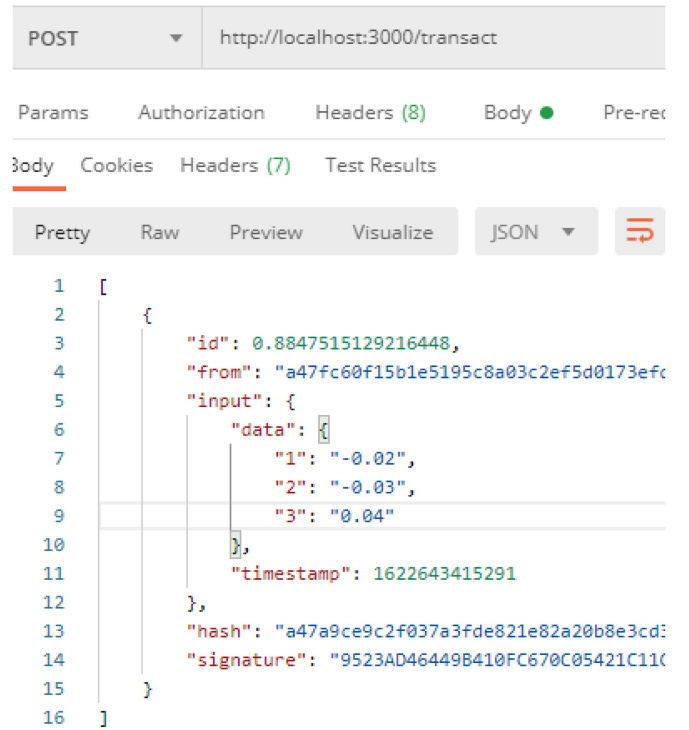 POST http://localhost:3000/transact
Params Authorization Headers (8) Body Pre-rec
Body Cookies Headers (7) Test Results
Pretty Raw Preview Visualize JSON
1 [
2 {
3 "id": 0.8847515129216448,
4 "from": "a47fc60f15b1e5195c8a03c2ef5d0173efc
5 "input": {
6 "data": {
7 "1": "-0.02",
8 "2": "-0.03",
9 "3": "0.04"
10 },
11 "timestamp": 1622643415291
12 },
13 "hash": "a47a9ce9c2f037a3fde821e82a20b8e3cd3
14 "signature": "9523AD46449B410FC670C05421C11C
15 }
16 ]